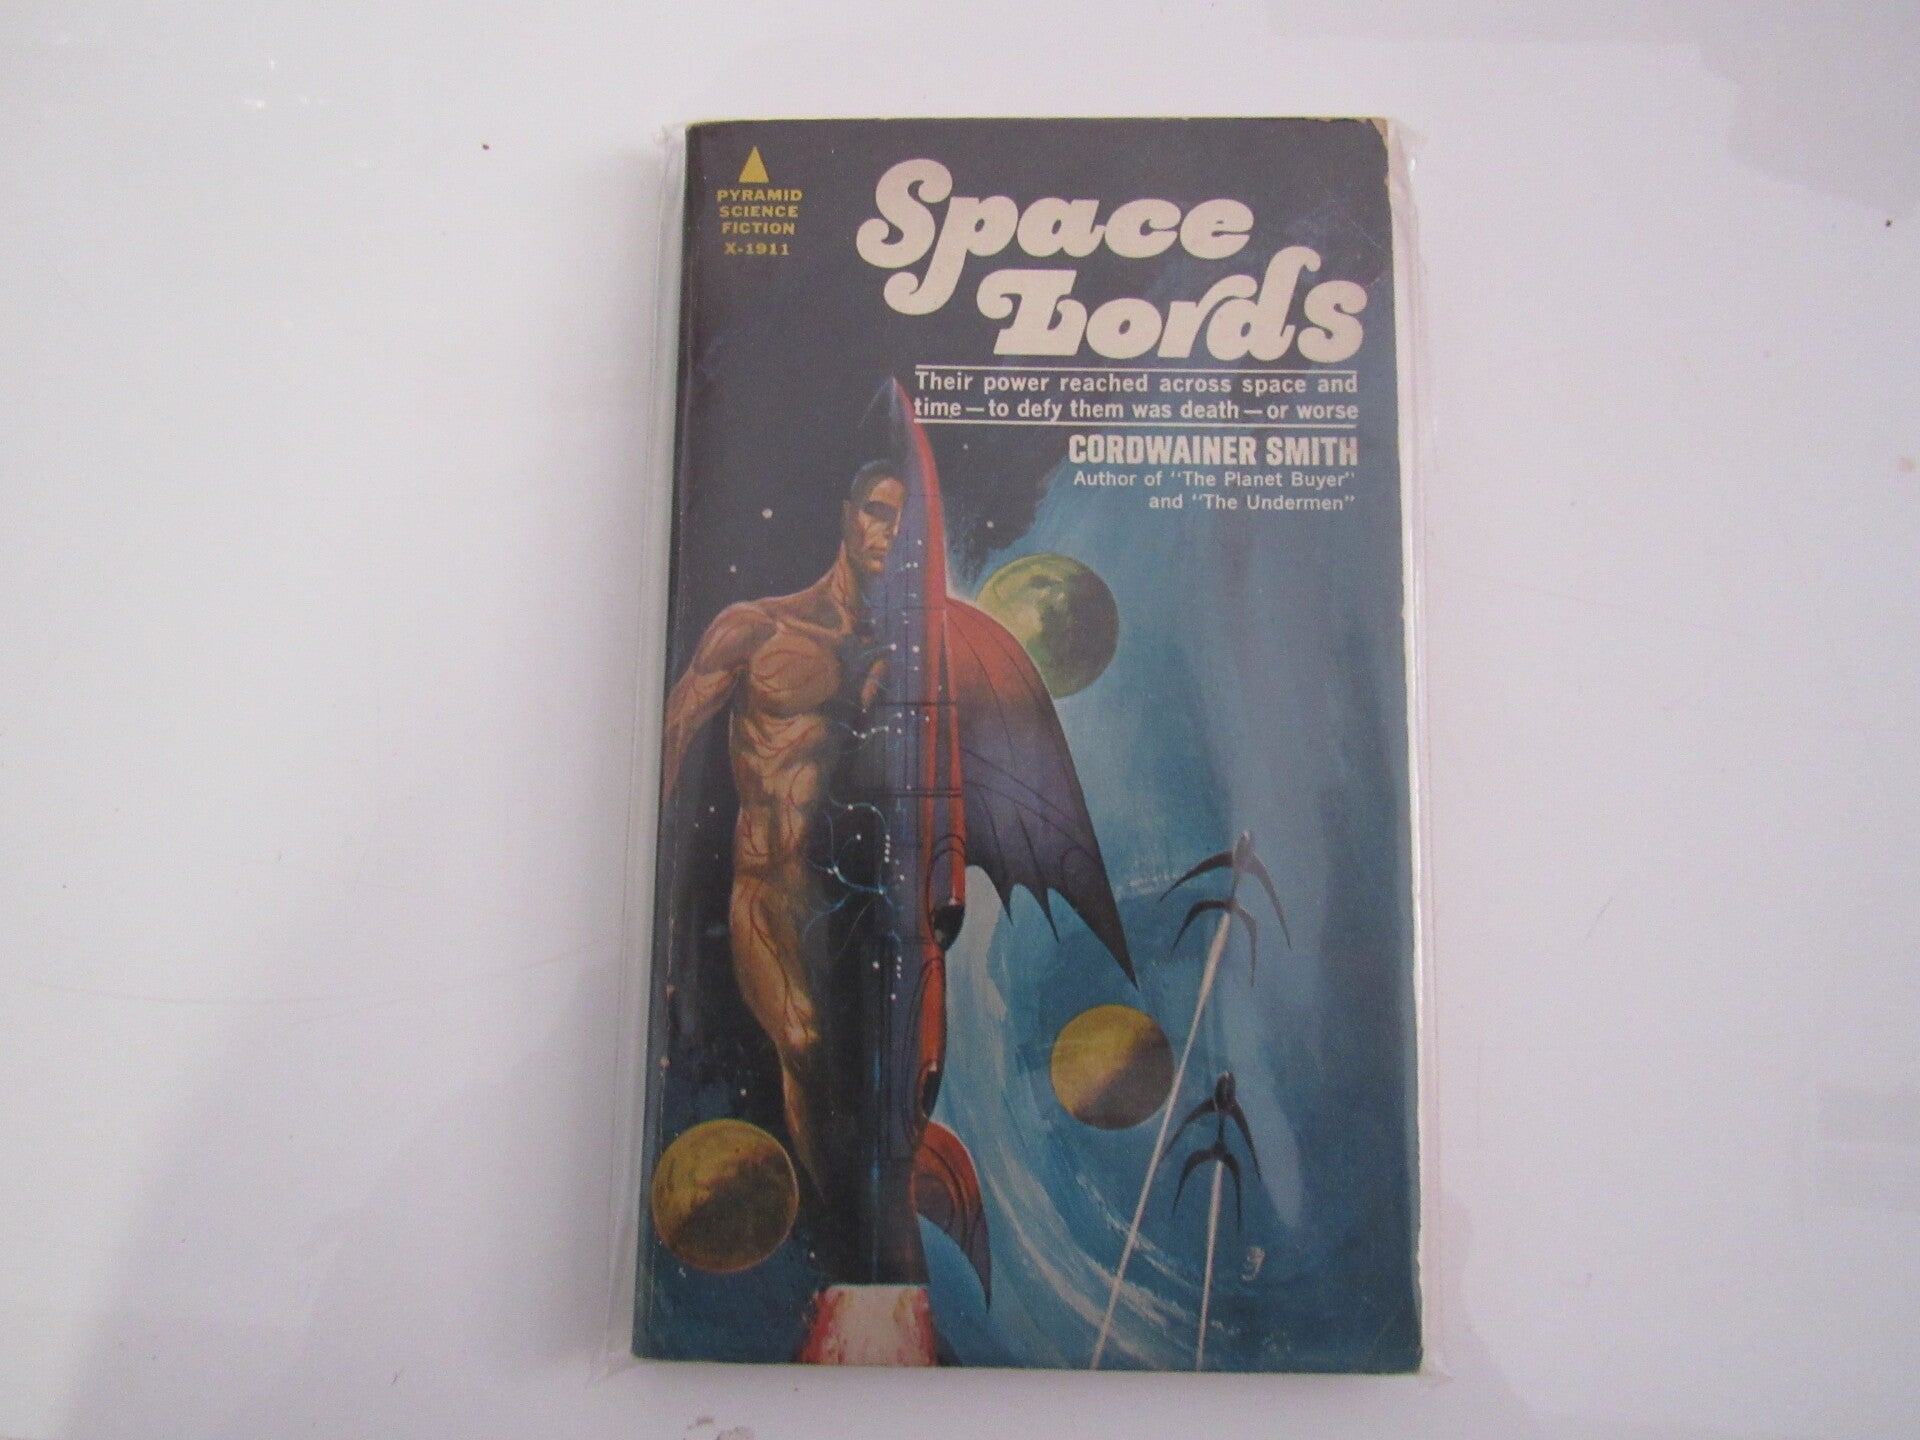 PYRAMID
SCIENCE
FICTION
X-1911
Space
Lords
Their power reached across space and
time—to defy them was death—or worse
CORDWAINER SMITH
Author of "The Planet Buyer"
and "The Undermen"